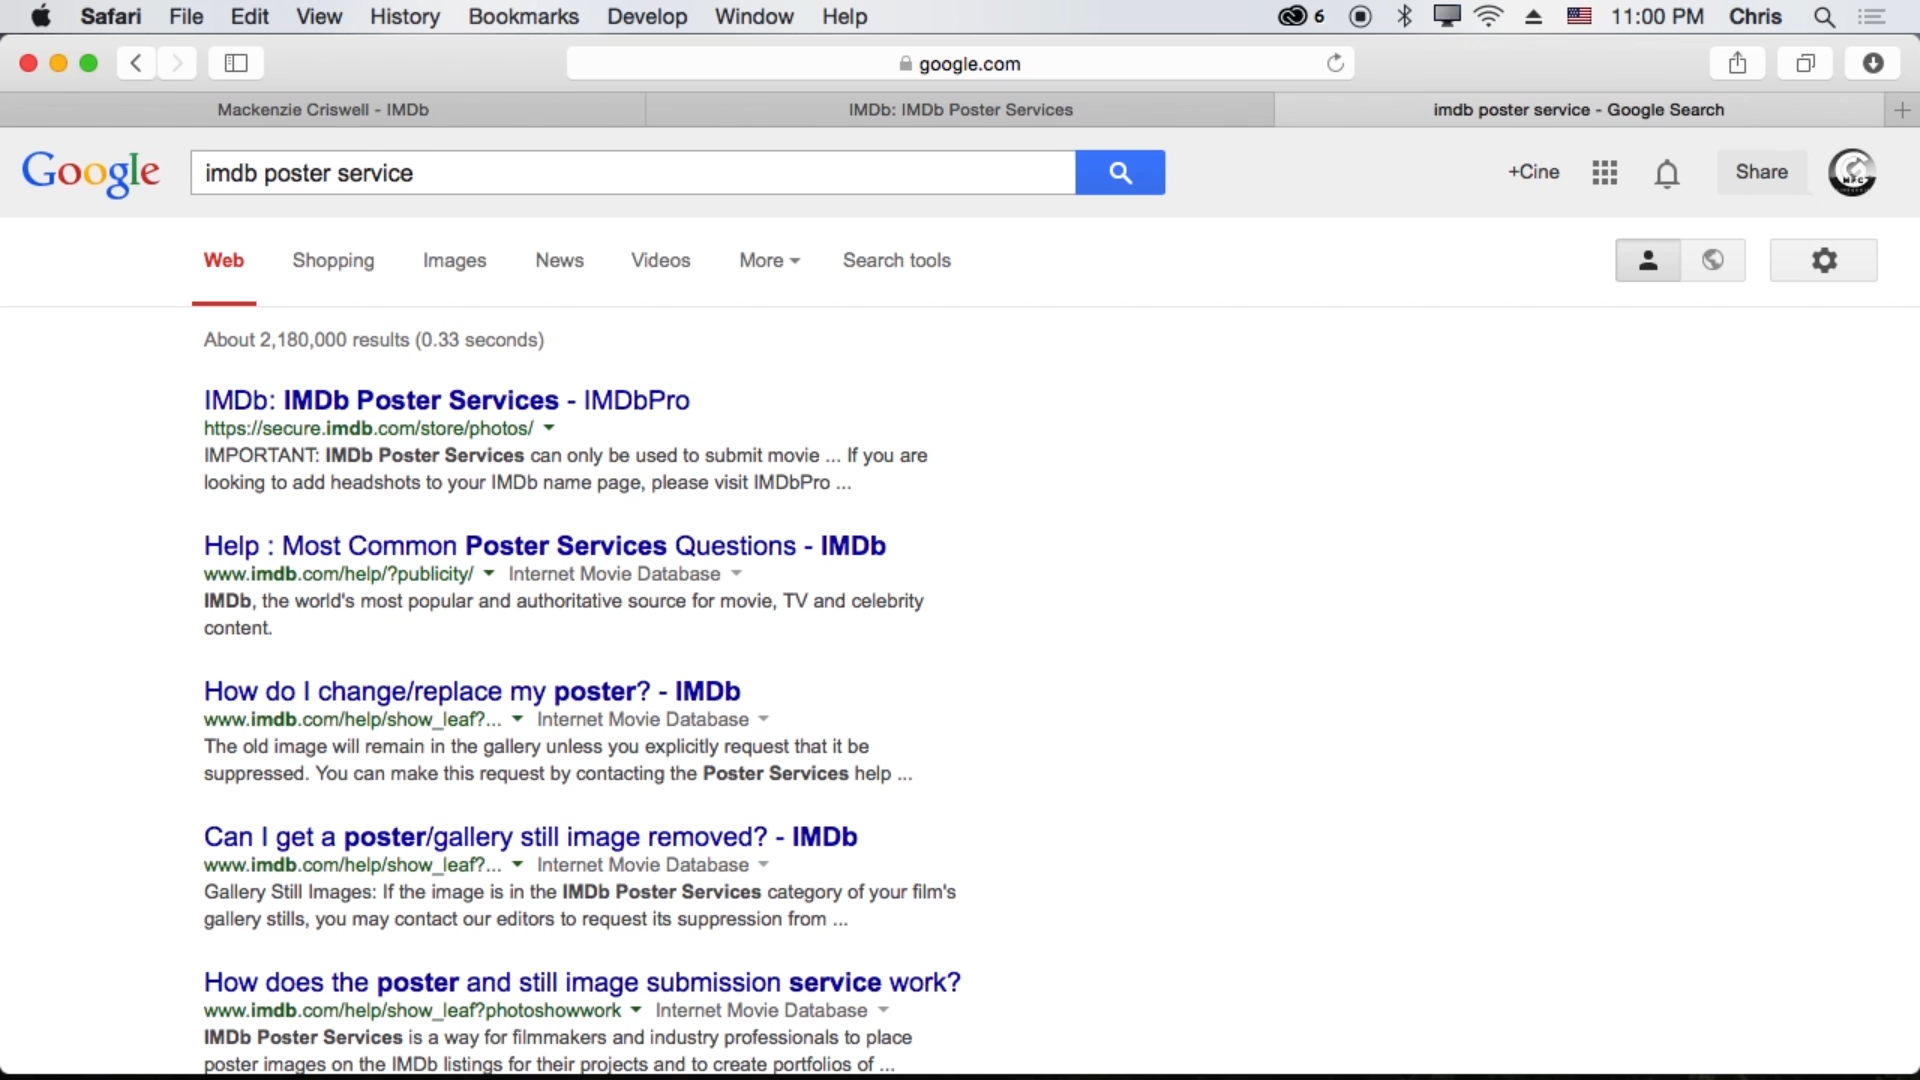 Safari File Edit View History Bookmarks Develop Window Help 6 11:00 PM Chris
google.com
Mackenzie Criswell - IMDb
IMDb: IMDb Poster Services
imdb poster service - Google Search
Google imdb poster service +Cine Share
Web Shopping Images News Videos More Search tools
About 2,180,000 results (0.33 seconds)
IMDb: IMDb Poster Services - IMDbPro
https://secure.imdb.com/store/photos/
IMPORTANT: IMDb Poster Services can only be used to submit movie ... If you are
looking to add headshots to your IMDb name page, please visit IMDbPro ...
Help : Most Common Poster Services Questions - IMDb
www.imdb.com/help/?publicity/ Internet Movie Database
IMDb, the world's most popular and authoritative source for movie, TV and celebrity
content.
How do I change/replace my poster? - IMDb
www.imdb.com/help/show_leaf?... Internet Movie Database
The old image will remain in the gallery unless you explicitly request that it be
suppressed. You can make this request by contacting the Poster Services help ...
Can I get a poster/gallery still image removed? - IMDb
www.imdb.com/help/show_leaf?... Internet Movie Database
Gallery Still Images: If the image is in the IMDb Poster Services category of your film's
gallery stills, you may contact our editors to request its suppression from ...
How does the poster and still image submission service work?
www.imdb.com/help/show_leaf?photoshowwork Internet Movie Database
IMDb Poster Services is a way for filmmakers and industry professionals to place
poster images on the IMDb listings for their projects and to create portfolios of ...